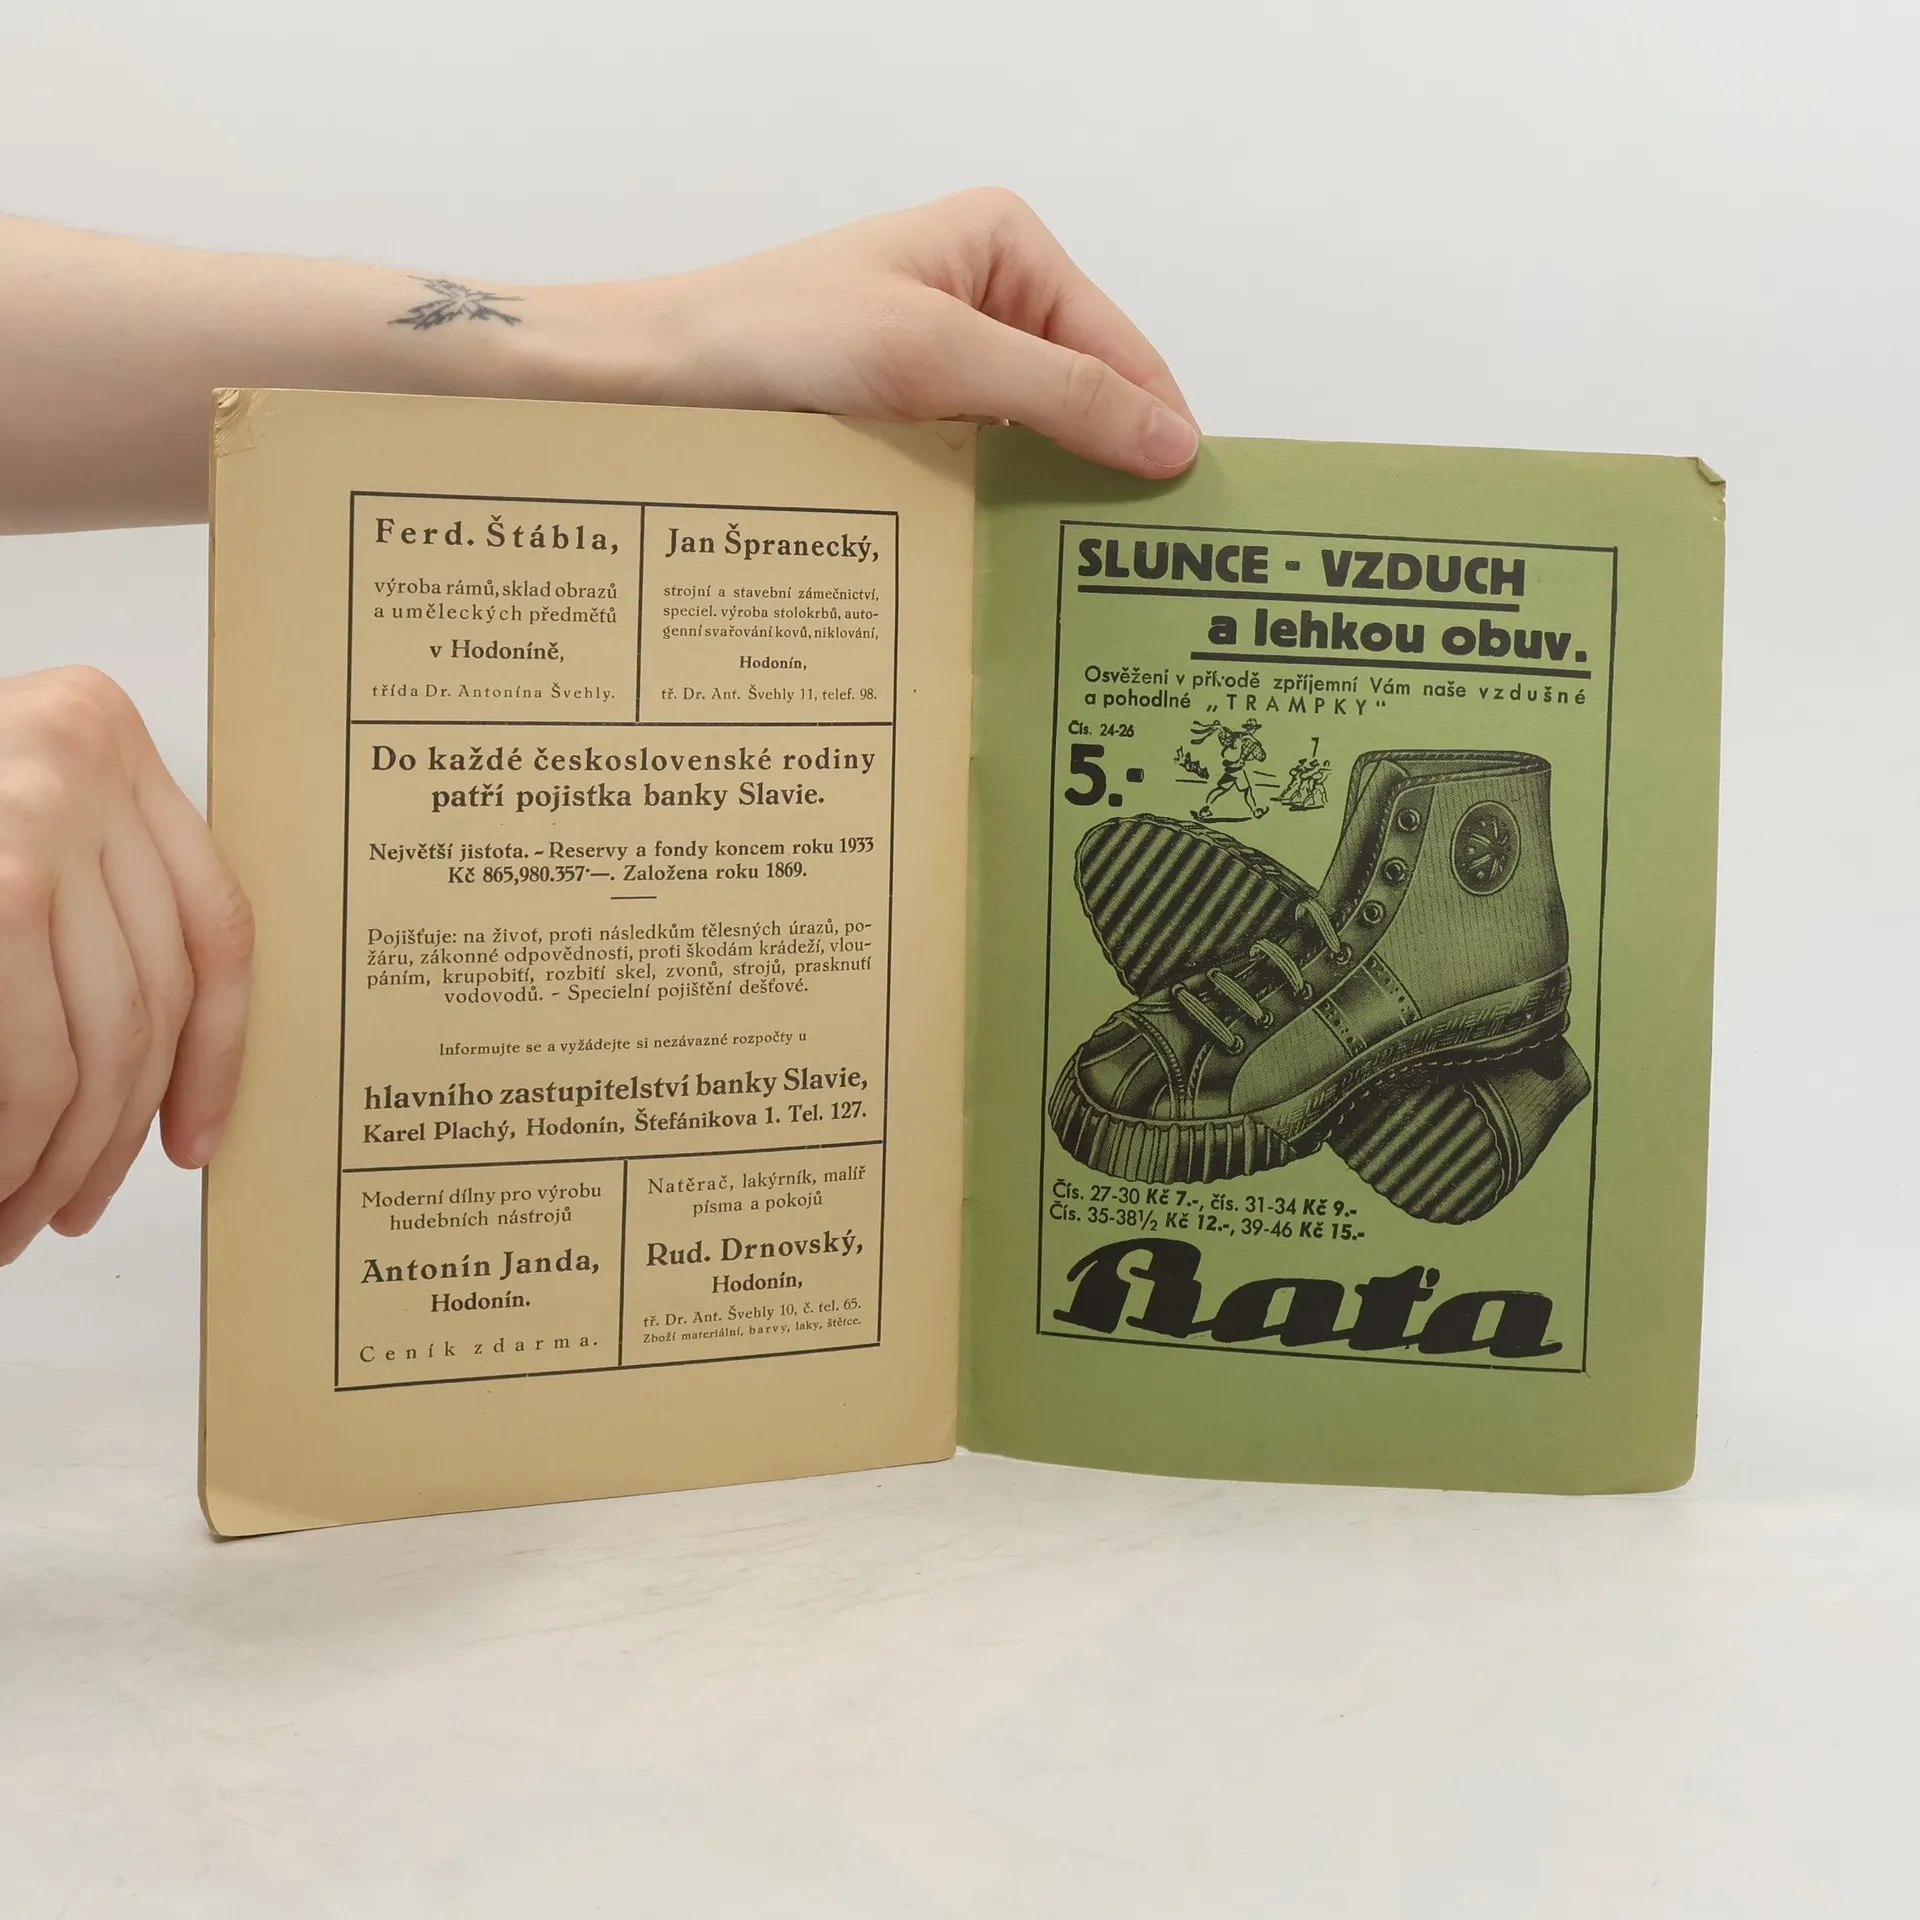 Ferd. Štábla,
výroba rámů, sklad obrazů
a uměleckých předmětů
v Hodoníně,
třída Dr. Antonína Švehly.
Jan Špranecký,
strojní a stavební zámečnictví,
speciel. výroba stolokrbů, auto-
genní svařování kovů, niklování,
Hodonín,
tř. Dr. Ant. Švehly 11, telef. 98.
Do každé československé rodiny
patří pojistka banky Slavie.
Největší jistota. - Reservy a fondy koncem roku 1933
Kč 865,980.357·—. Založena roku 1869.
Pojišťuje: na život, proti následkům tělesných úrazů, po-
žáru, zákonné odpovědnosti, proti škodám krádeží, vlou-
páním, krupobití, rozbití skel, zvonů, strojů, prasknutí
vodovodů. - Specielní pojištění dešťové.
Informujte se a vyžádejte si nezávazné rozpočty u
hlavního zastupitelství banky Slavie,
Karel Plachý, Hodonín, Štefánikova 1. Tel. 127.
Moderní dílny pro výrobu
hudebních nástrojů
Antonín Janda,
Hodonín.
Ceník zdarma.
Natěrač, lakýrník, malíř
písma a pokojů
Rud. Drnovský,
Hodonín,
tř. Dr. Ant. Švehly 10, č. tel. 65.
Zboží materiální, barvy, laky, štětce.
SLUNCE - VZDUCH
a lehkou obuv.
Osvěžení v přírodě zpříjemní Vám naše vzdušné
a pohodlné „TRAMPKY“
Čís. 24-26
5.-
Čís. 27-30 Kč 7.-, čís. 31-34 Kč 9.-
Čís. 35-38½ Kč 12.-, 39-46 Kč 15.-
Baťa